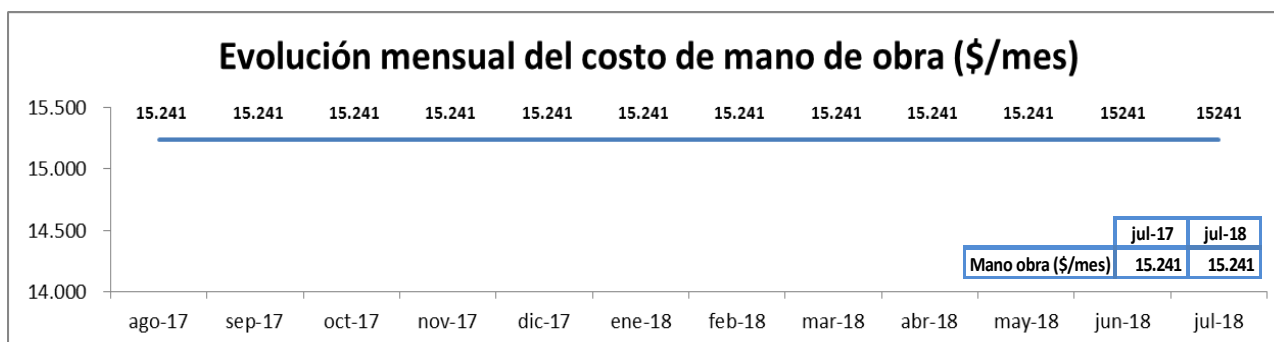 Evolución mensual del costo de mano de obra ($/mes)
15.500
15.241 15.241 15.241 15.241 15.241 15.241 15.241 15.241 15.241 15.241 15241 15241
15.000
14.500
jul-17 jul-18
Mano obra ($/mes) 15.241 15.241
14.000
ago-17 sep-17 oct-17 nov-17 dic-17 ene-18 feb-18 mar-18 abr-18 may-18 jun-18 jul-18